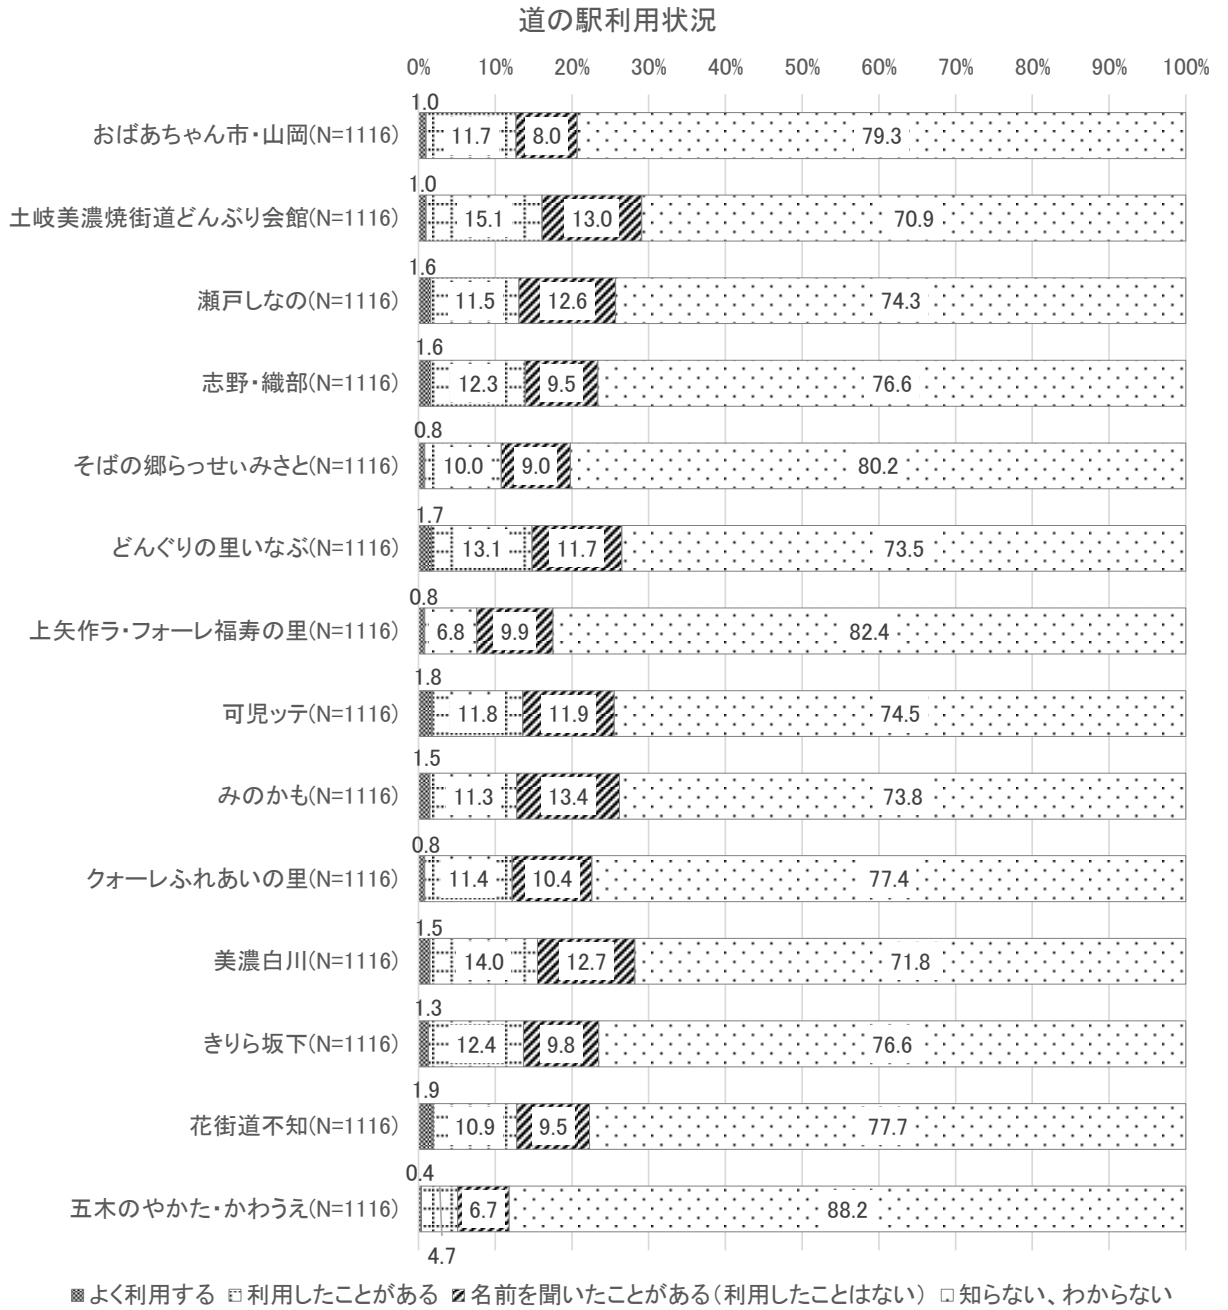 道の駅利用状況
0% 10% 20% 30% 40% 50% 60% 70% 80% 90% 100%
1.0
おばあちゃん市・山岡(N=1116) 11.7 8.0 79.3
1.0
土岐美濃焼街道どんぶり会館(N=1116) 15.1 13.0 70.9
1.6
瀬戸しなの(N=1116) 11.5 12.6 74.3
1.6
志野・織部(N=1116) 12.3 9.5 76.6
0.8
そばの郷らっせぃみさと(N=1116) 10.0 9.0 80.2
1.7
どんぐりの里いなぶ(N=1116) 13.1 11.7 73.5
0.8
上矢作ラ・フォーレ福寿の里(N=1116) 6.8 9.9 82.4
1.8
可児ッテ(N=1116) 11.8 11.9 74.5
1.5
みのかも(N=1116) 11.3 13.4 73.8
0.8
クォーレふれあいの里(N=1116) 11.4 10.4 77.4
1.5
美濃白川(N=1116) 14.0 12.7 71.8
1.3
きりら坂下(N=1116) 12.4 9.8 76.6
1.9
花街道不知(N=1116) 10.9 9.5 77.7
0.4
五木のやかた・かわうえ(N=1116) 6.7 88.2
4.7
よく利用する 利用したことがある 名前を聞いたことがある(利用したことはない) 知らない、わからない